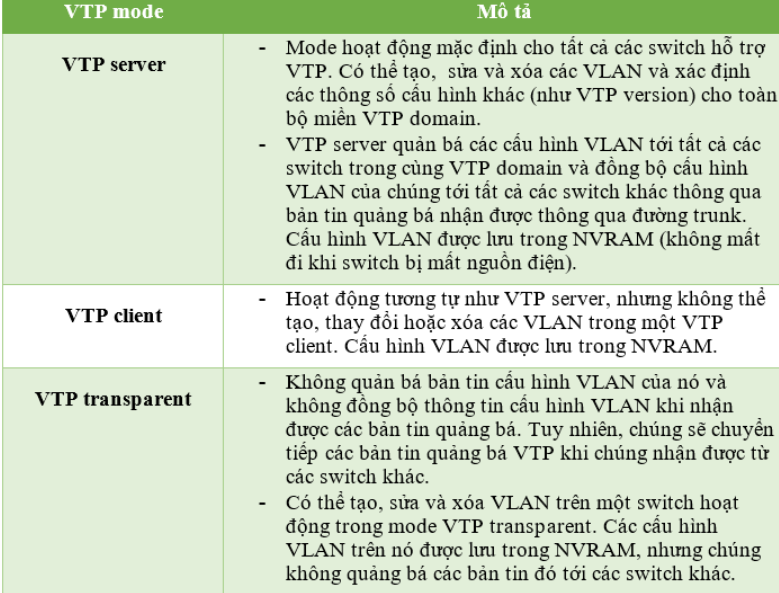 VTP mode
Mô tả
VTP server
- Mode hoạt động mặc định cho tất cả các switch hỗ trợ
VTP. Có thể tạo, sửa và xóa các VLAN và xác định
các thông số cấu hình khác (như VTP version) cho toàn
bộ miền VTP domain.
- VTP server quản bá các cấu hình VLAN tới tất cả các
switch trong cùng VTP domain và đồng bộ cấu hình
VLAN của chúng tới tất cả các switch khác thông qua
bản tin quảng bá nhận được thông qua đường trunk.
Cấu hình VLAN được lưu trong NVRAM (không mất
đi khi switch bị mất nguồn điện).
VTP client
- Hoạt động tương tự như VTP server, nhưng không thể
tạo, thay đổi hoặc xóa các VLAN trong một VTP
client. Cấu hình VLAN được lưu trong NVRAM.
VTP transparent
- Không quảng bá bản tin cấu hình VLAN của nó và
không đồng bộ thông tin cấu hình VLAN khi nhận
được các bản tin quảng bá. Tuy nhiên, chúng sẽ chuyển
tiếp các bản tin quảng bá VTP khi chúng nhận được từ
các switch khác.
- Có thể tạo, sửa và xóa VLAN trên một switch hoạt
động trong mode VTP transparent. Các cấu hình
VLAN trên nó được lưu trong NVRAM, nhưng chúng
không quảng bá các bản tin đó tới các switch khác.